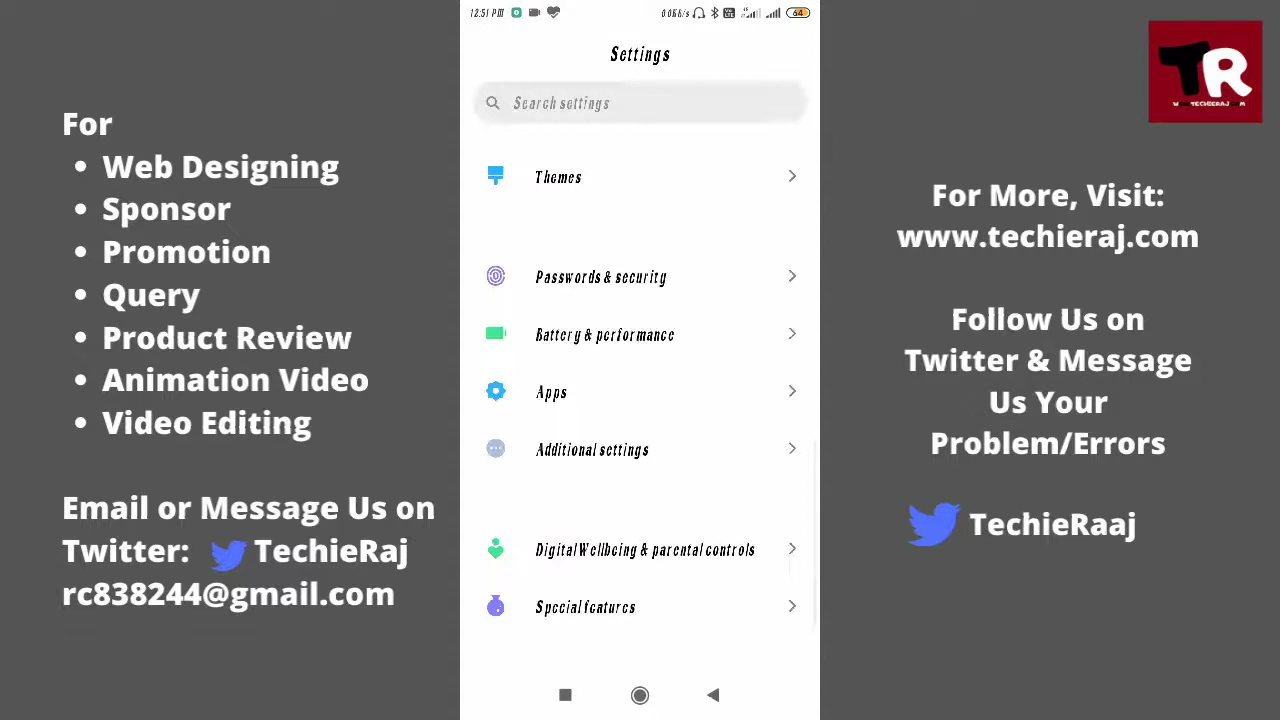 For
• Web Designing
• Sponsor
• Promotion
• Query
• Product Review
• Animation Video
• Video Editing
Email or Message Us on
Twitter: TechieRaj
rc838244@gmail.com
12:51 PM
0.0Kb/s
64
Settings
Search settings
Themes
Passwords & security
Battery & performance
Apps
Additional settings
Digital Wellbeing & parental controls
Special features
TR
For More, Visit:
www.techieraj.com
Follow Us on
Twitter & Message
Us Your
Problem/Errors
TechieRaaj